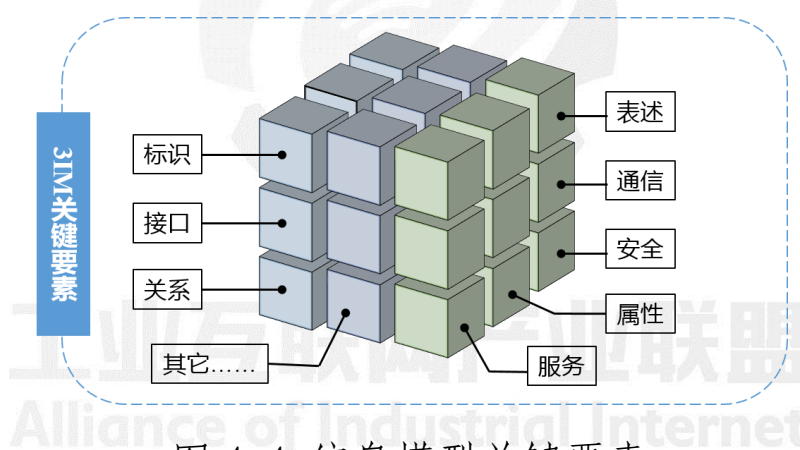 3IM关键要素
标识
接口
关系
其它……
表述
通信
安全
属性
服务
工业互联网产业联盟
Alliance of Industrial Internet